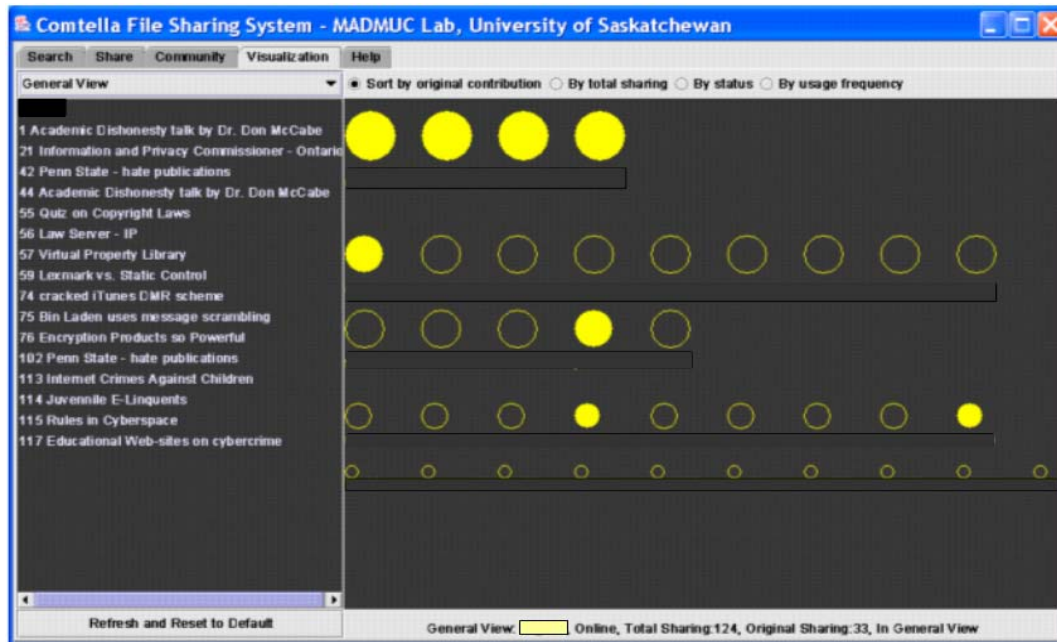 Comtella File Sharing System - MADMUC Lab, University of Saskatchewan
Search Share Community Visualization Help
General View
Sort by original contribution By total sharing By status By usage frequency
1 Academic Dishonesty talk by Dr. Don McCabe
21 Information and Privacy Commissioner - Ontario
42 Penn State - hate publications
44 Academic Dishonesty talk by Dr. Don McCabe
55 Quiz on Copyright Laws
56 Law Server - IP
57 Virtual Property Library
59 Lexmark vs. Static Control
74 cracked iTunes DMR scheme
75 Bin Laden uses message scrambling
76 Encryption Products so Powerful
102 Penn State - hate publications
113 Internet Crimes Against Children
114 Juvennile E-Linquents
115 Rules in Cyberspace
117 Educational Web-sites on cybercrime
Refresh and Reset to Default
General View: , Online, Total Sharing:124, Original Sharing:33, In General View